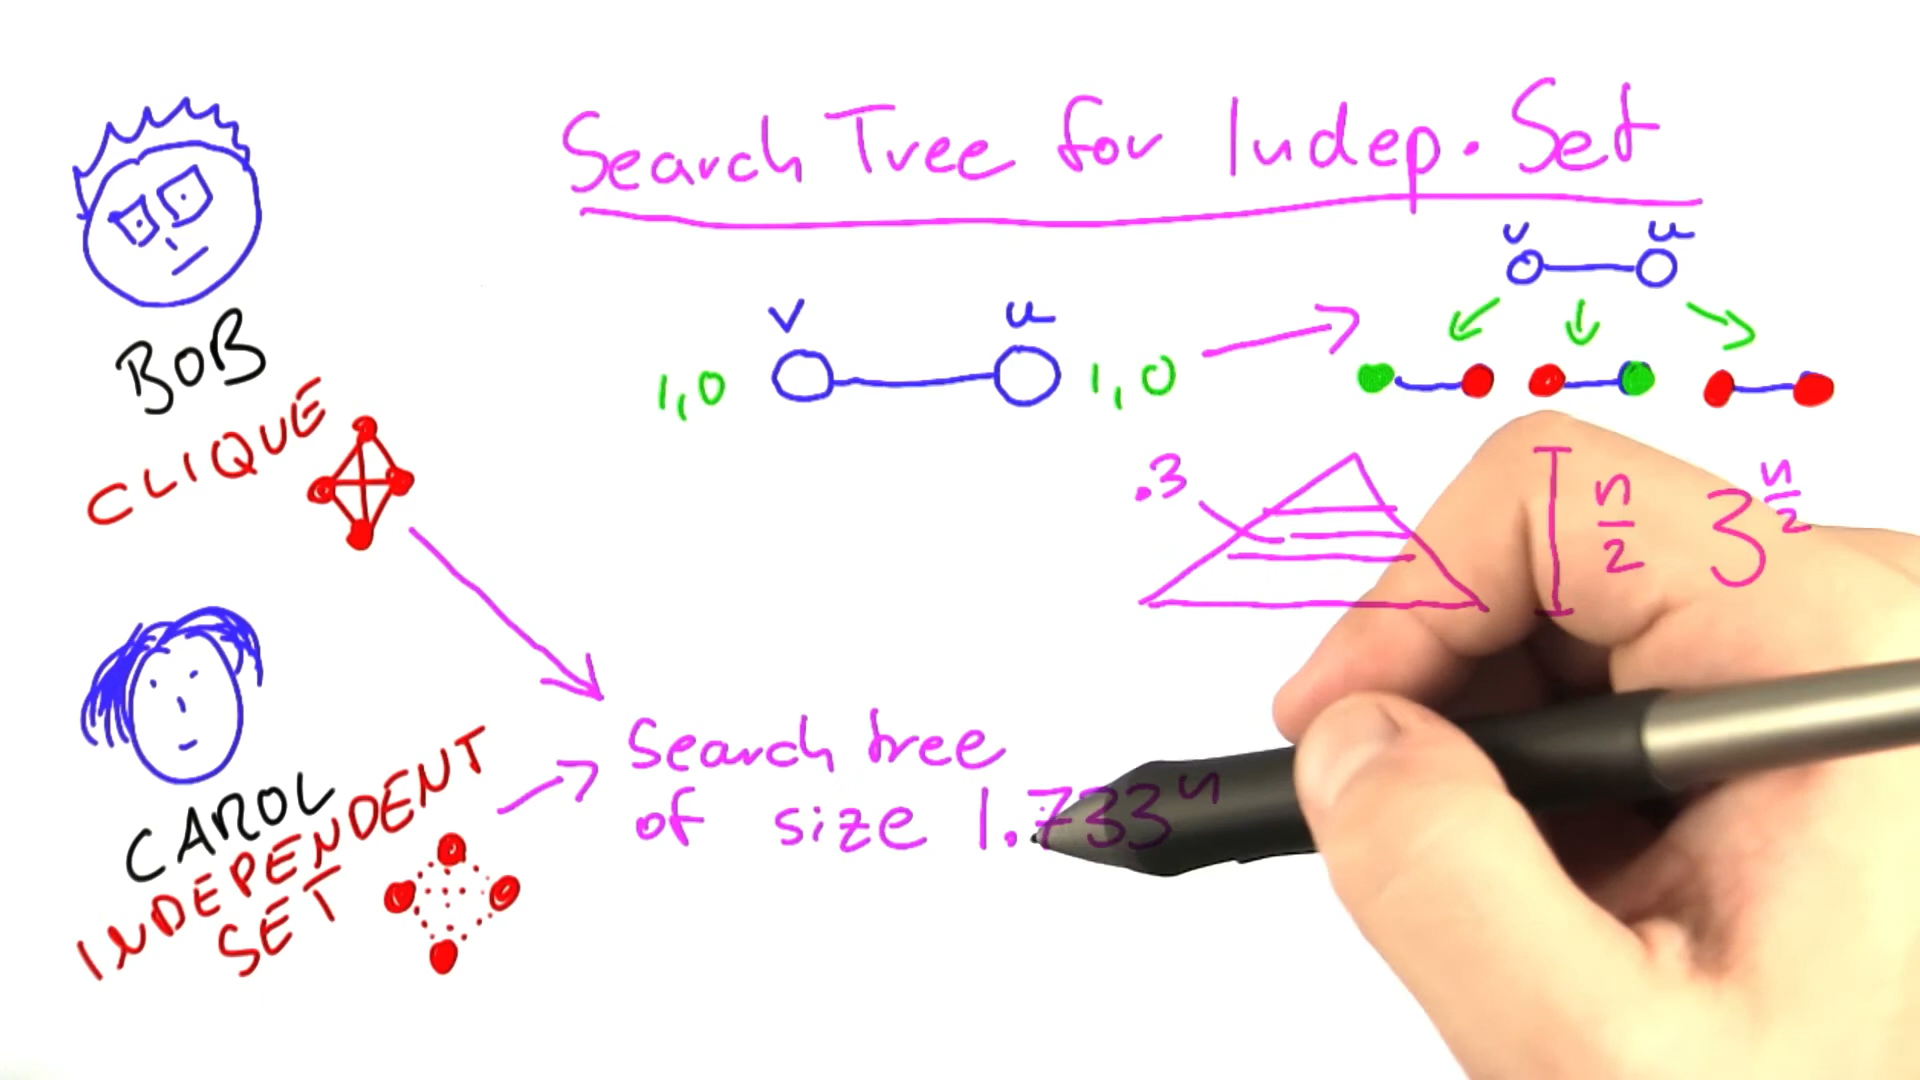 Search Tree for Indep. Set
v u
v u
1,0 1,0
BOB
CLIQUE
.3
n/2 3^n/2
Search tree
of size 1.733^n
CAROL
INDEPENDENT
SET